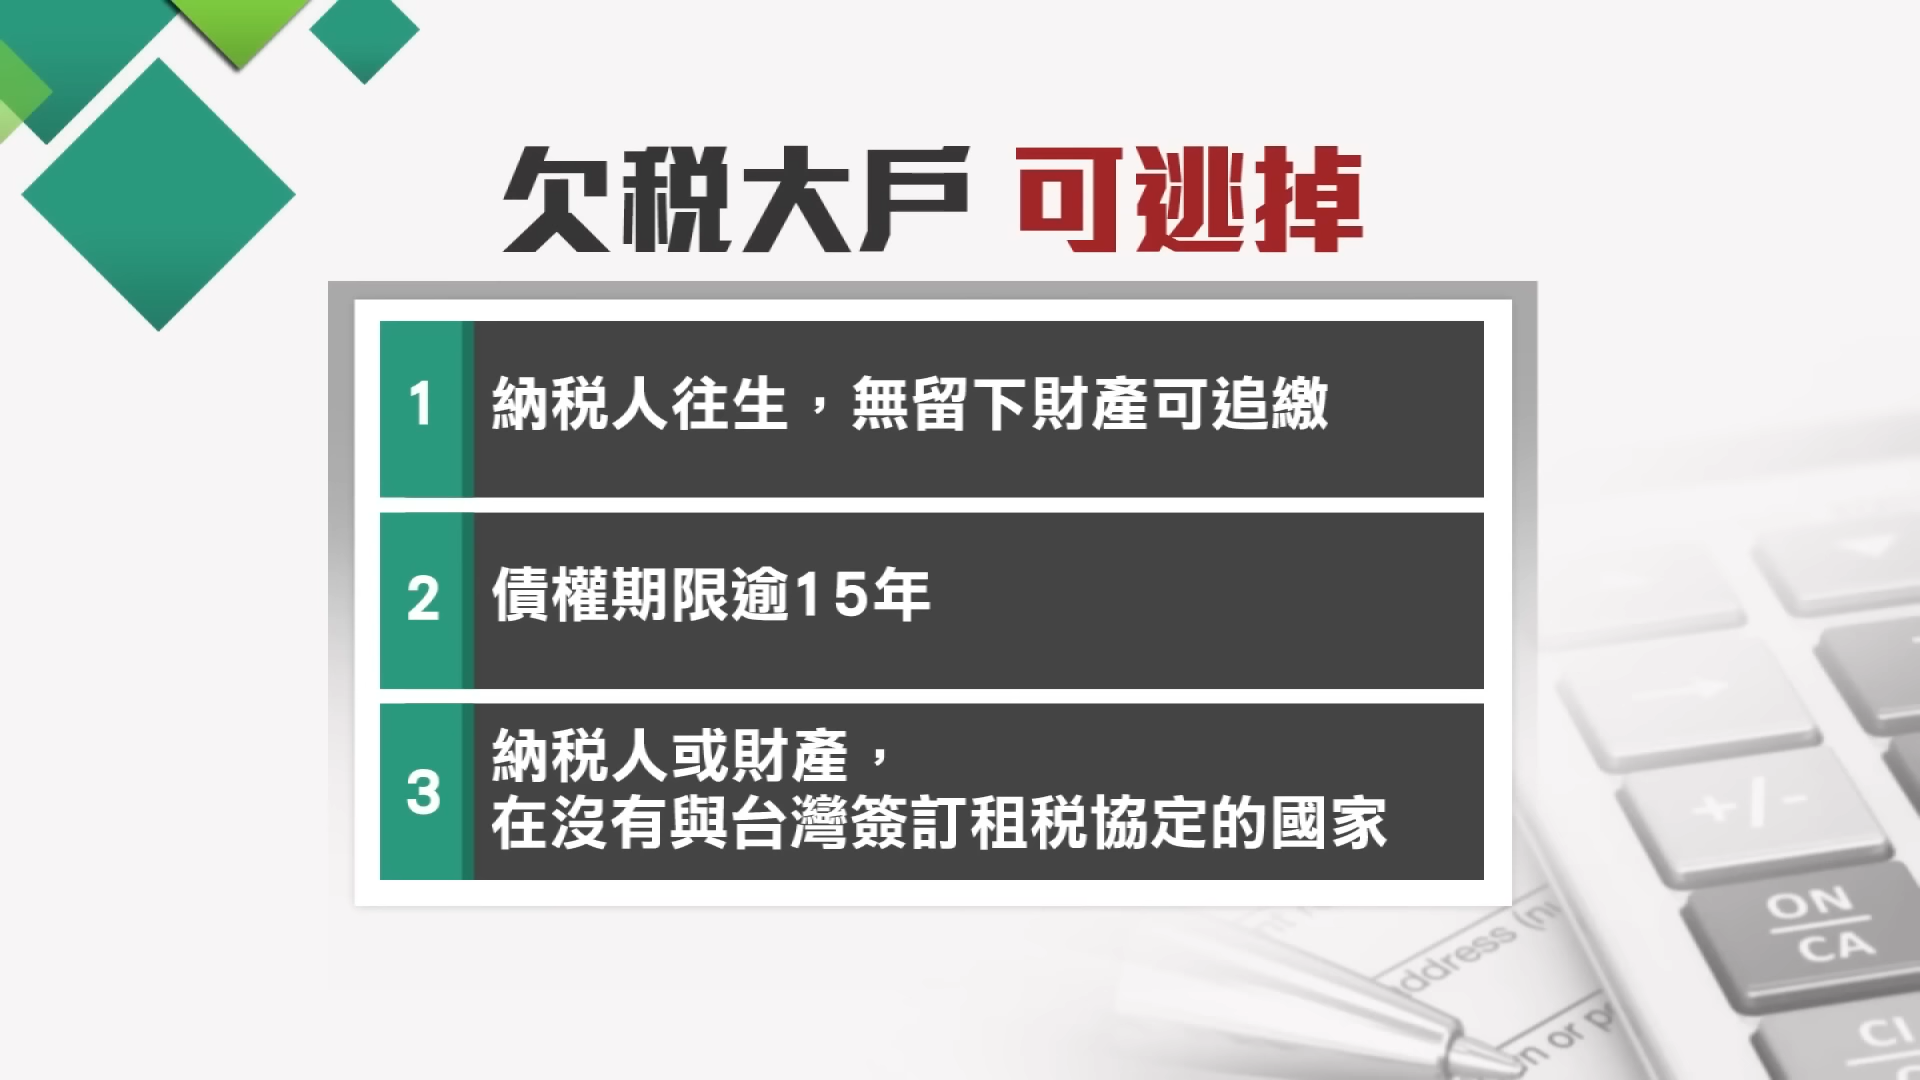 欠稅大戶 可逃掉
1 納稅人往生，無留下財產可追繳
2 債權期限逾15年
3 納稅人或財產，
在沒有與台灣簽訂租稅協定的國家
+/-
ON
CA
address
or